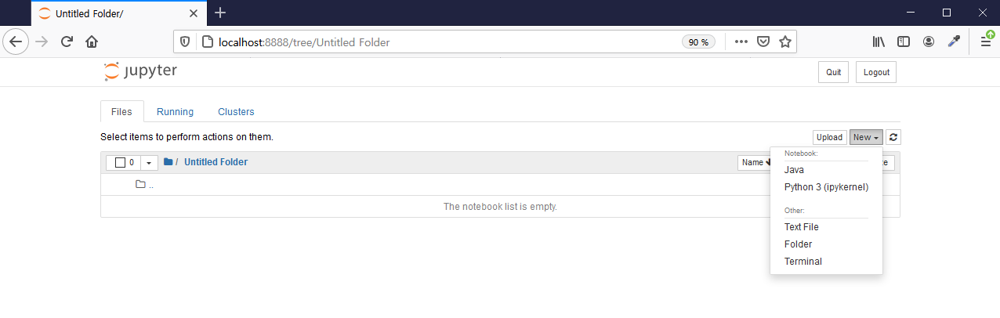 Untitled Folder/
localhost:8888/tree/Untitled Folder
90 %
jupyter
Quit
Logout
Files
Running
Clusters
Select items to perform actions on them.
Upload
New
0
/ Untitled Folder
Name
Notebook:
Java
Python 3 (ipykernel)
Other:
Text File
Folder
Terminal
..
The notebook list is empty.